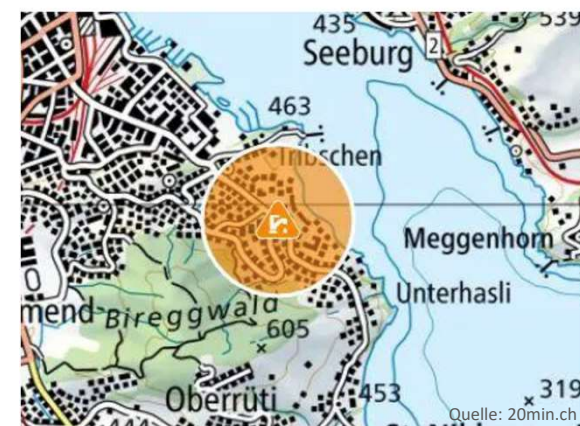 435
539
Seeburg
2
463
Tribschen
Meggenhorn
Unterhasli
mend
Bireggwald
605
Oberrüti
453
319
Quelle: 20min.ch